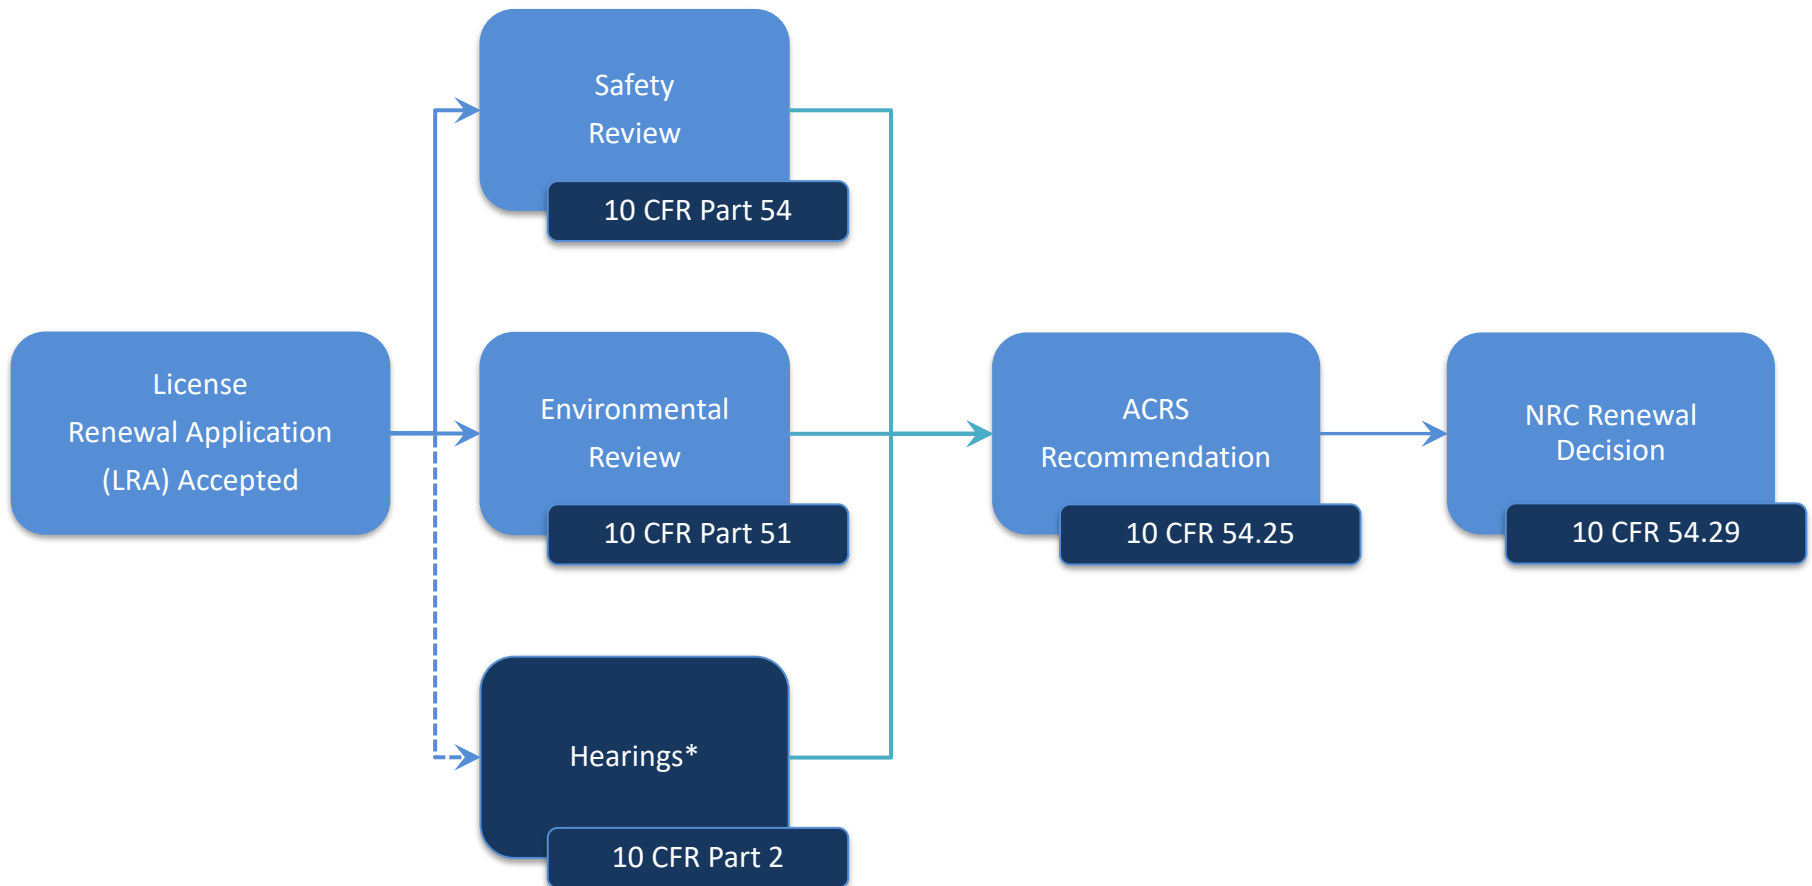 Safety
Review
10 CFR Part 54
License
Renewal Application
(LRA) Accepted
Environmental
Review
10 CFR Part 51
ACRS
Recommendation
10 CFR 54.25
NRC Renewal
Decision
10 CFR 54.29
Hearings*
10 CFR Part 2